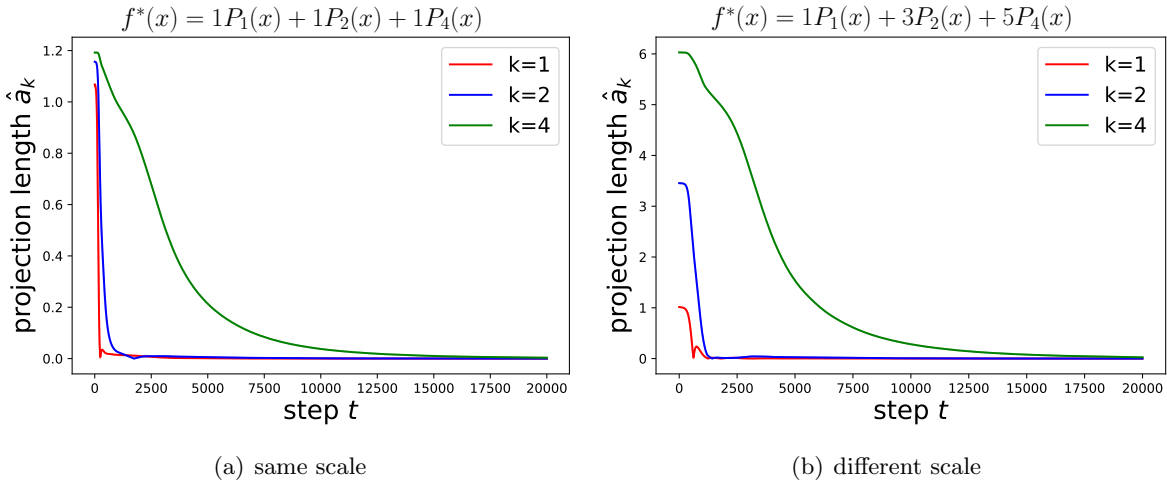 f*(x) = 1P₁(x) + 1P₂(x) + 1P₄(x)
projection length âₖ
1.2
1.0
0.8
0.6
0.4
0.2
0.0
k=1
k=2
k=4
0 2500 5000 7500 10000 12500 15000 17500 20000
step t
(a) same scale
f*(x) = 1P₁(x) + 3P₂(x) + 5P₄(x)
projection length âₖ
6
5
4
3
2
1
0
k=1
k=2
k=4
0 2500 5000 7500 10000 12500 15000 17500 20000
step t
(b) different scale